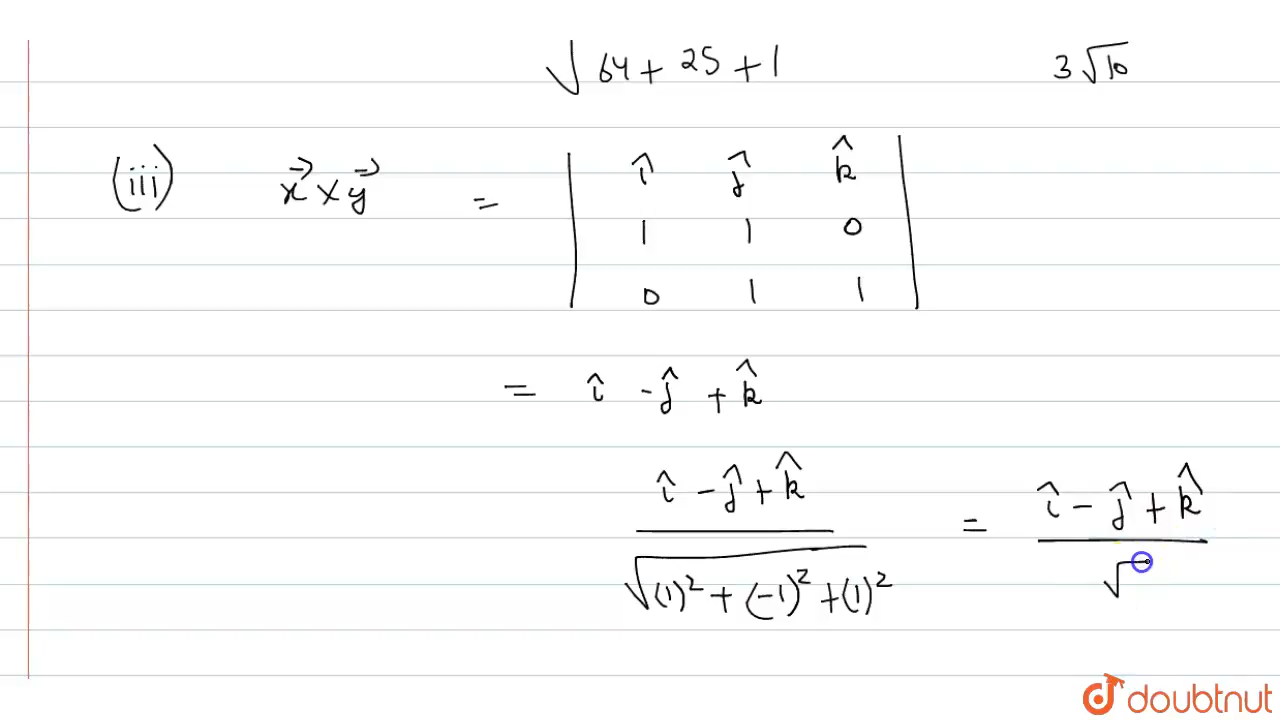 √64 + 25 + 1 3√10
(iii) x⃗ × y⃗ = | î ĵ k̂ |
1 1 0
0 1 1
= î - ĵ + k̂
î - ĵ + k̂ = î - ĵ + k̂
√(1)² + (-1)² + (1)² √
doubtnut